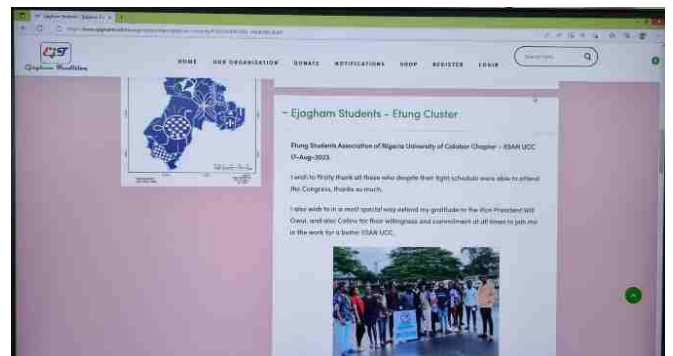 EJT
Ejagham Tradition
HOME OUR ORGANIZATION DONATE NOTIFICATIONS SHOP REGISTER LOGIN
– Ejagham Students – Etung Cluster
Etung Students Association of Nigeria University of Calabar Chapter – ESAN UCC
17-Aug-2023.
I wish to firstly thank all those who despite their tight schedule were able to attend
the Congress, thanks so much.
I also wish to in a most special way extend my gratitude to the Vice President
Owui, and also Collins for their willingness and commitment at all times to join me
in the work for a better ESAN UCC.